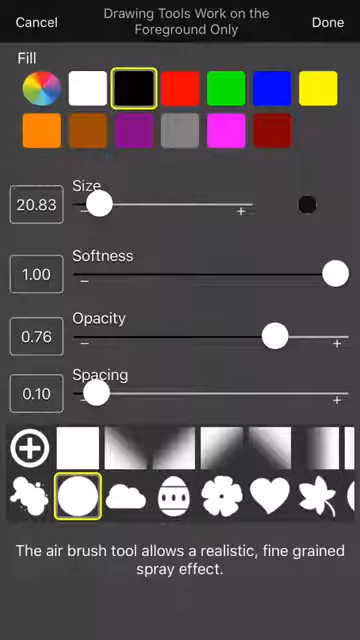 Cancel
Drawing Tools Work on the
Foreground Only
Done
Fill
Size
20.83
– +
Softness
1.00
–
Opacity
0.76
– +
Spacing
0.10
– +
The air brush tool allows a realistic, fine grained
spray effect.